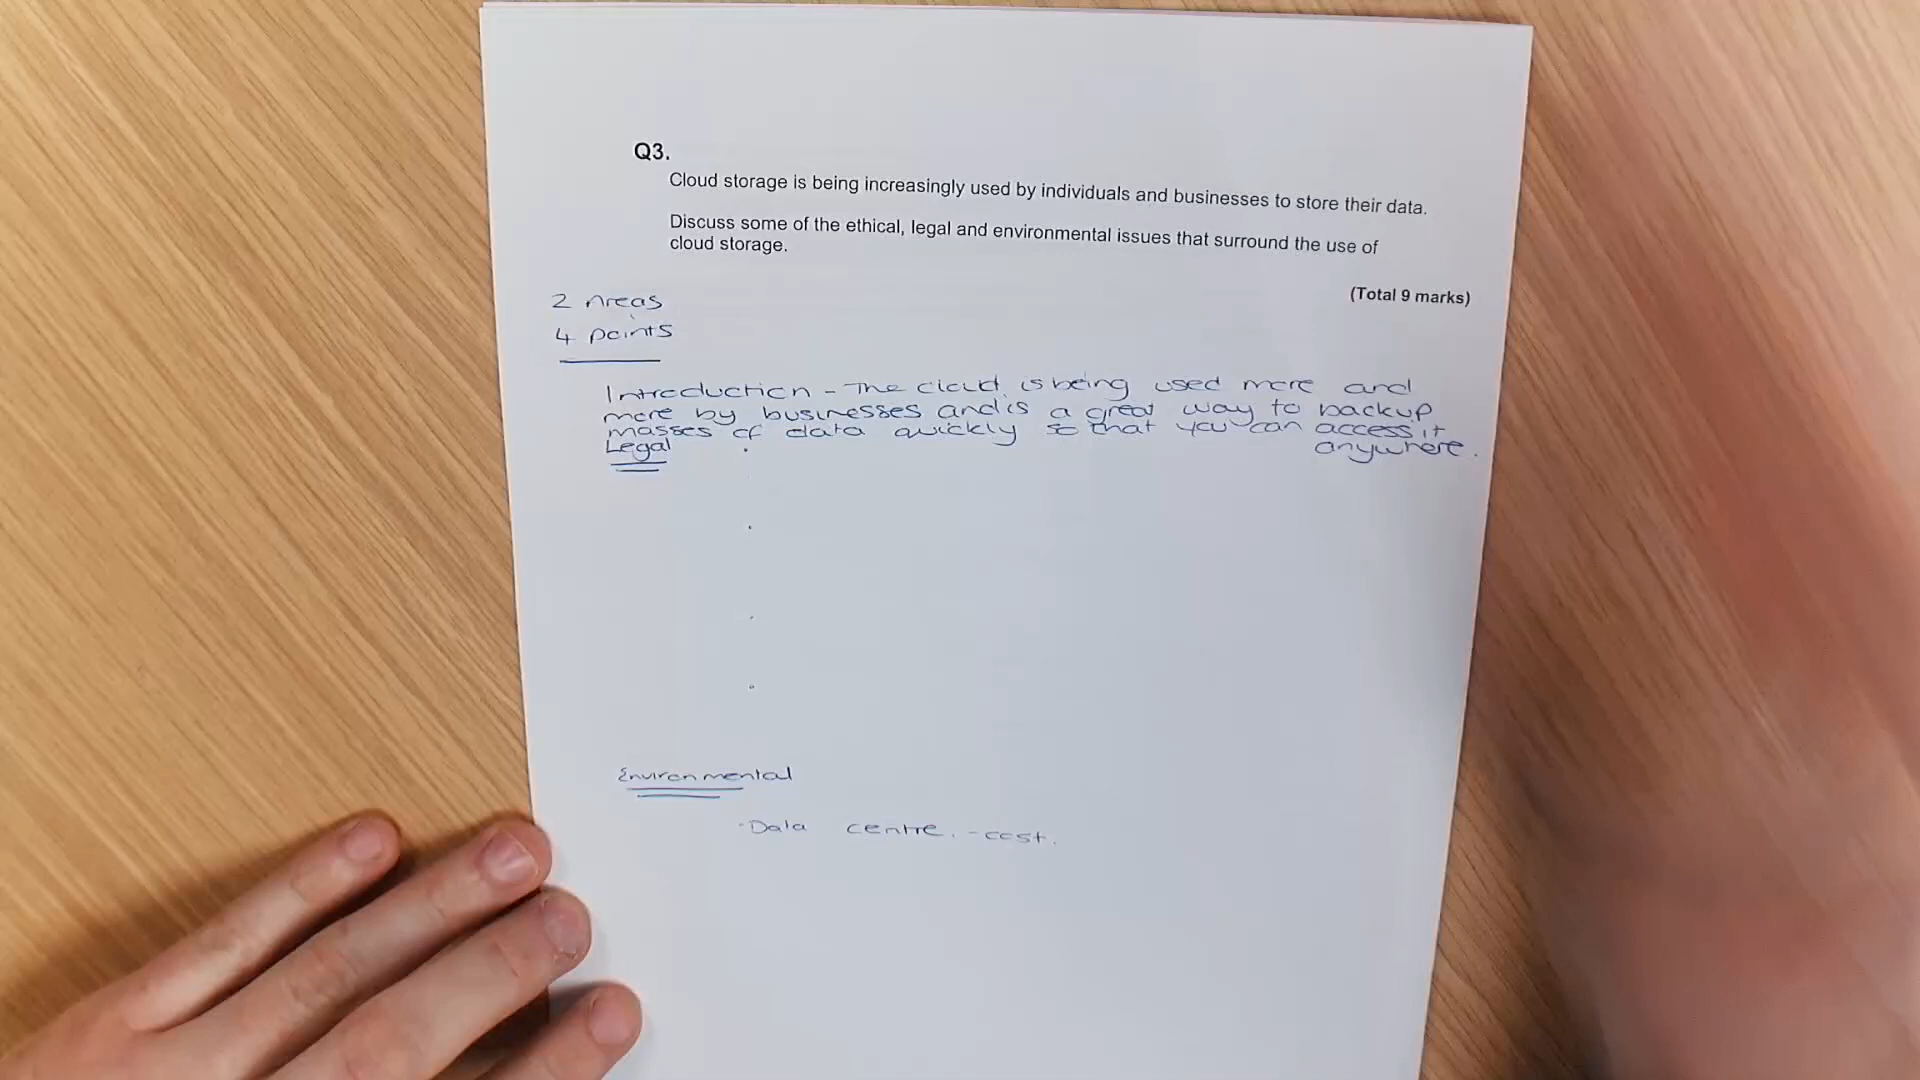 Q3.
Cloud storage is being increasingly used by individuals and businesses to store their data.
Discuss some of the ethical, legal and environmental issues that surround the use of
cloud storage.
(Total 9 marks)
2 Areas
4 points
Introduction - The cloud is being used more and
more by businesses and is a great way to backup
masses of data quickly so that you can access it
anywhere.
Legal
Environmental
· Data centre. - cost.